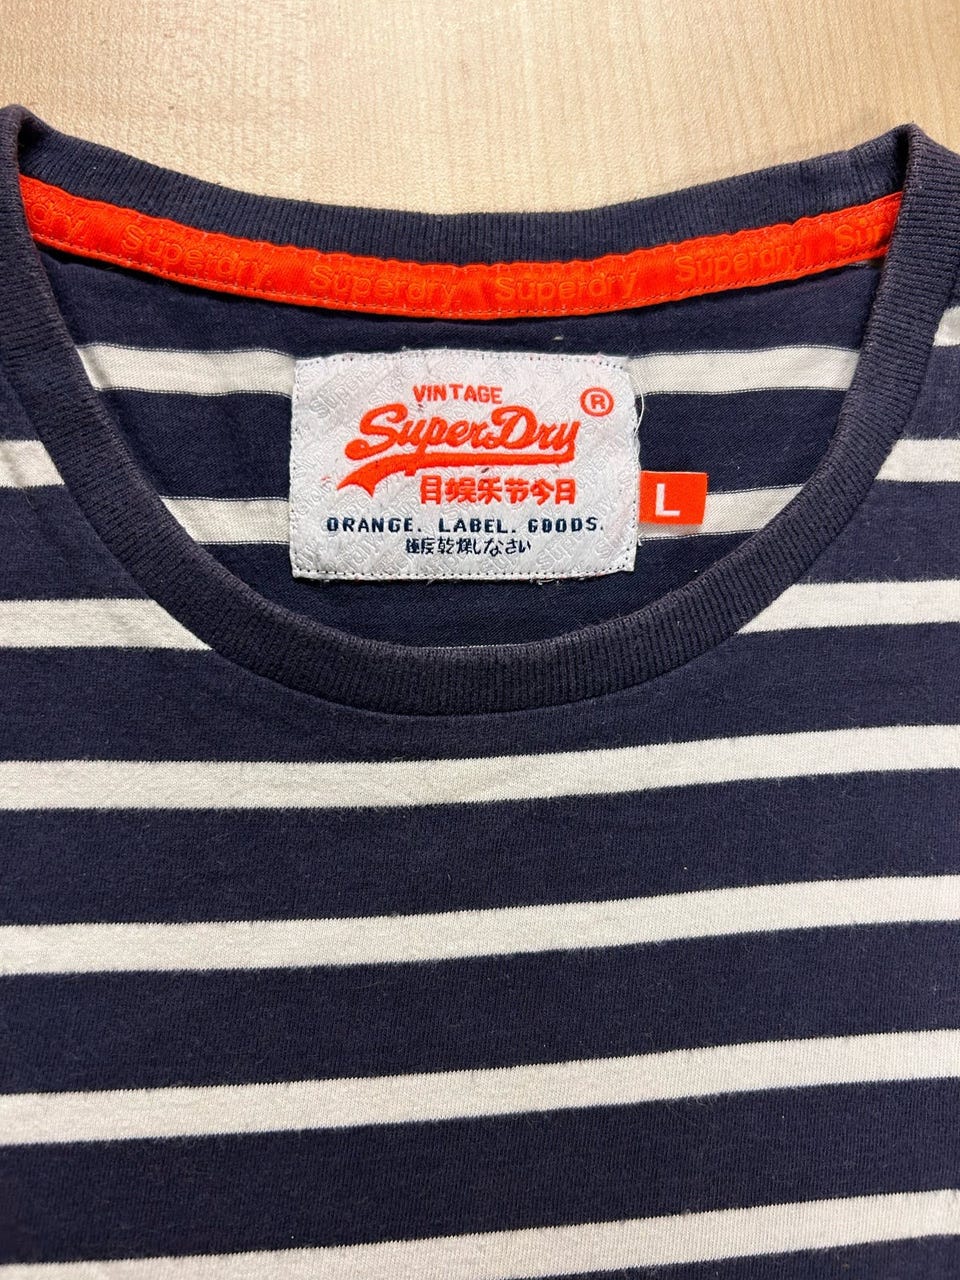 Superdry Superdry Superdry Superdry
VINTAGE
®
SuperDry
目娱乐节今日
L
ORANGE. LABEL. GOODS.
極度乾燥しなさい